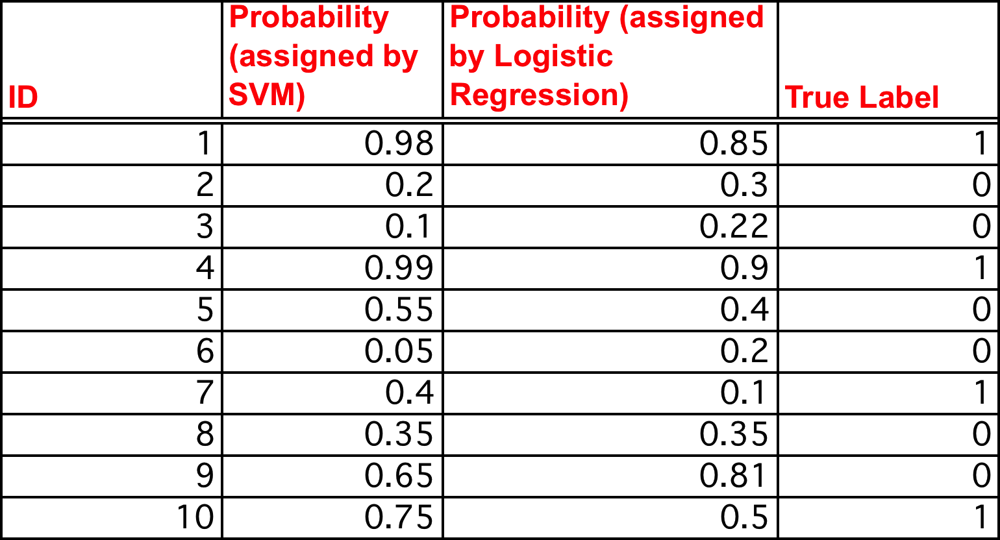 ID Probability (assigned by SVM) Probability (assigned by Logistic Regression) True Label
1 0.98 0.85 1
2 0.2 0.3 0
3 0.1 0.22 0
4 0.99 0.9 1
5 0.55 0.4 0
6 0.05 0.2 0
7 0.4 0.1 1
8 0.35 0.35 0
9 0.65 0.81 0
10 0.75 0.5 1